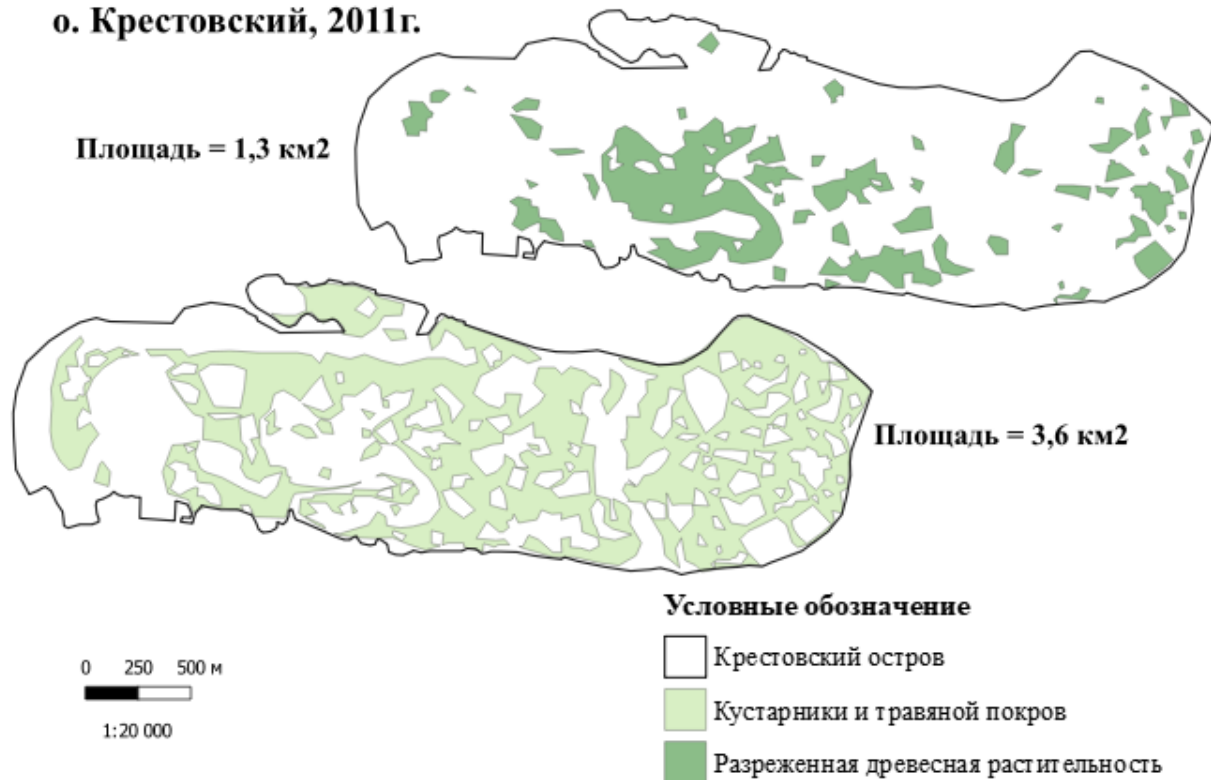 о. Крестовский, 2011г.
Площадь = 1,3 км2
Площадь = 3,6 км2
Условные обозначение
Крестовский остров
Кустарники и травяной покров
Разреженная древесная растительность
0 250 500 м
1:20 000